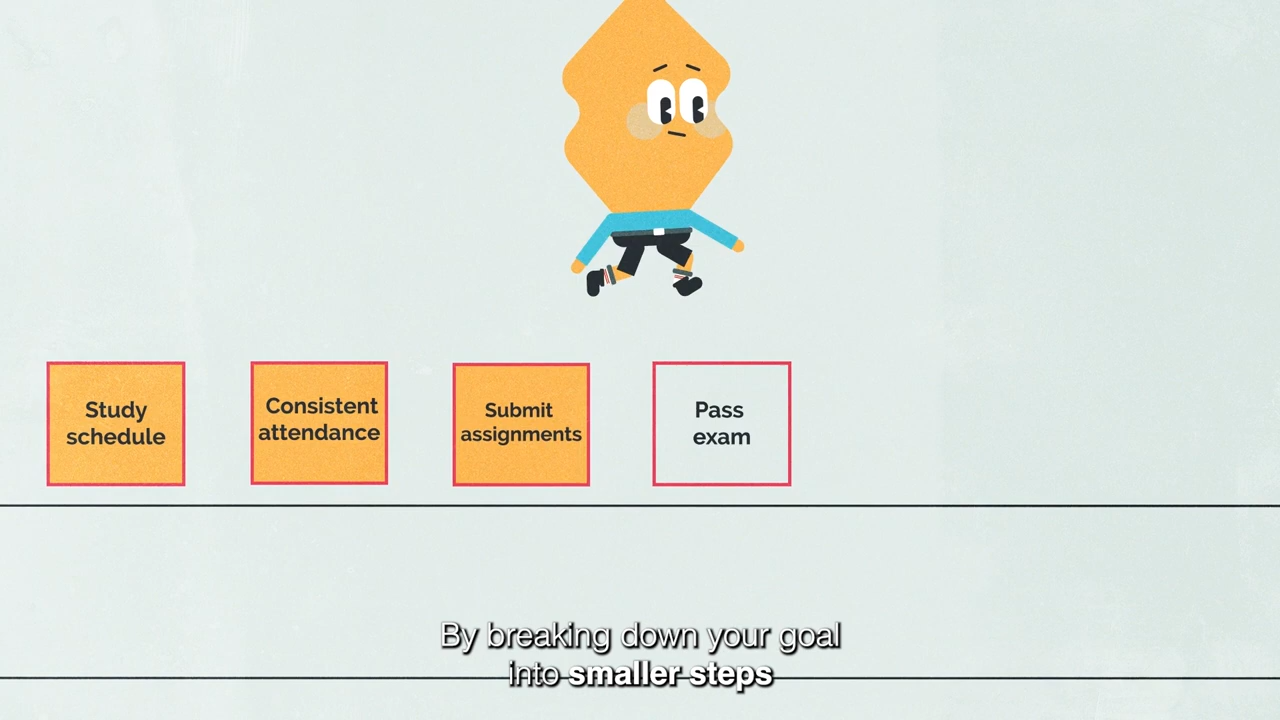 Study
schedule
Consistent
attendance
Submit
assignments
Pass
exam
By breaking down your goal
into smaller steps